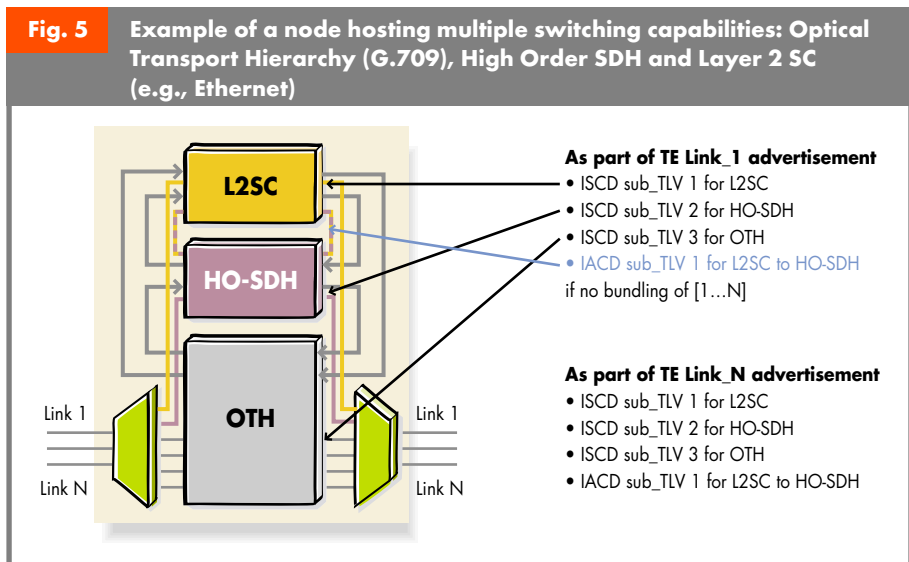 Fig. 5
Example of a node hosting multiple switching capabilities: Optical
Transport Hierarchy (G.709), High Order SDH and Layer 2 SC
(e.g., Ethernet)
L2SC
HO-SDH
OTH
Link 1
Link N
Link 1
Link N
As part of TE Link_1 advertisement
• ISCD sub_TLV 1 for L2SC
• ISCD sub_TLV 2 for HO-SDH
• ISCD sub_TLV 3 for OTH
• IACD sub_TLV 1 for L2SC to HO-SDH
if no bundling of [1...N]
As part of TE Link_N advertisement
• ISCD sub_TLV 1 for L2SC
• ISCD sub_TLV 2 for HO-SDH
• ISCD sub_TLV 3 for OTH
• IACD sub_TLV 1 for L2SC to HO-SDH